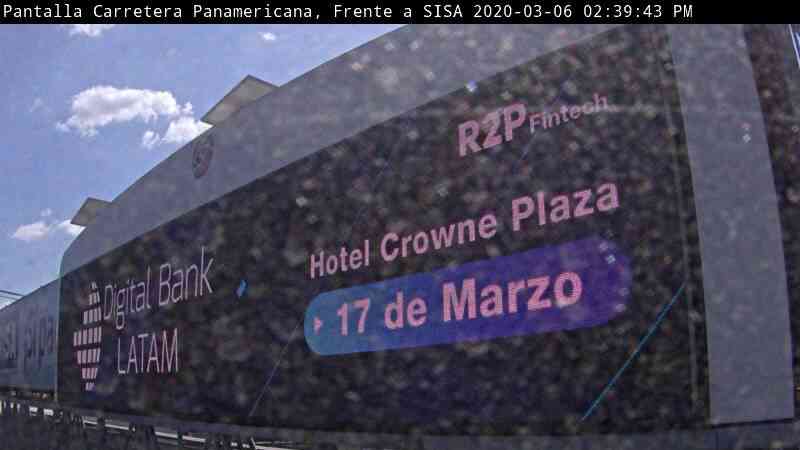 Pantalla Carretera Panamericana, Frente a SISA 2020-03-06 02:39:43 PM
R2P Fintech
Hotel Crowne Plaza
17 de Marzo
Digital Bank
LATAM